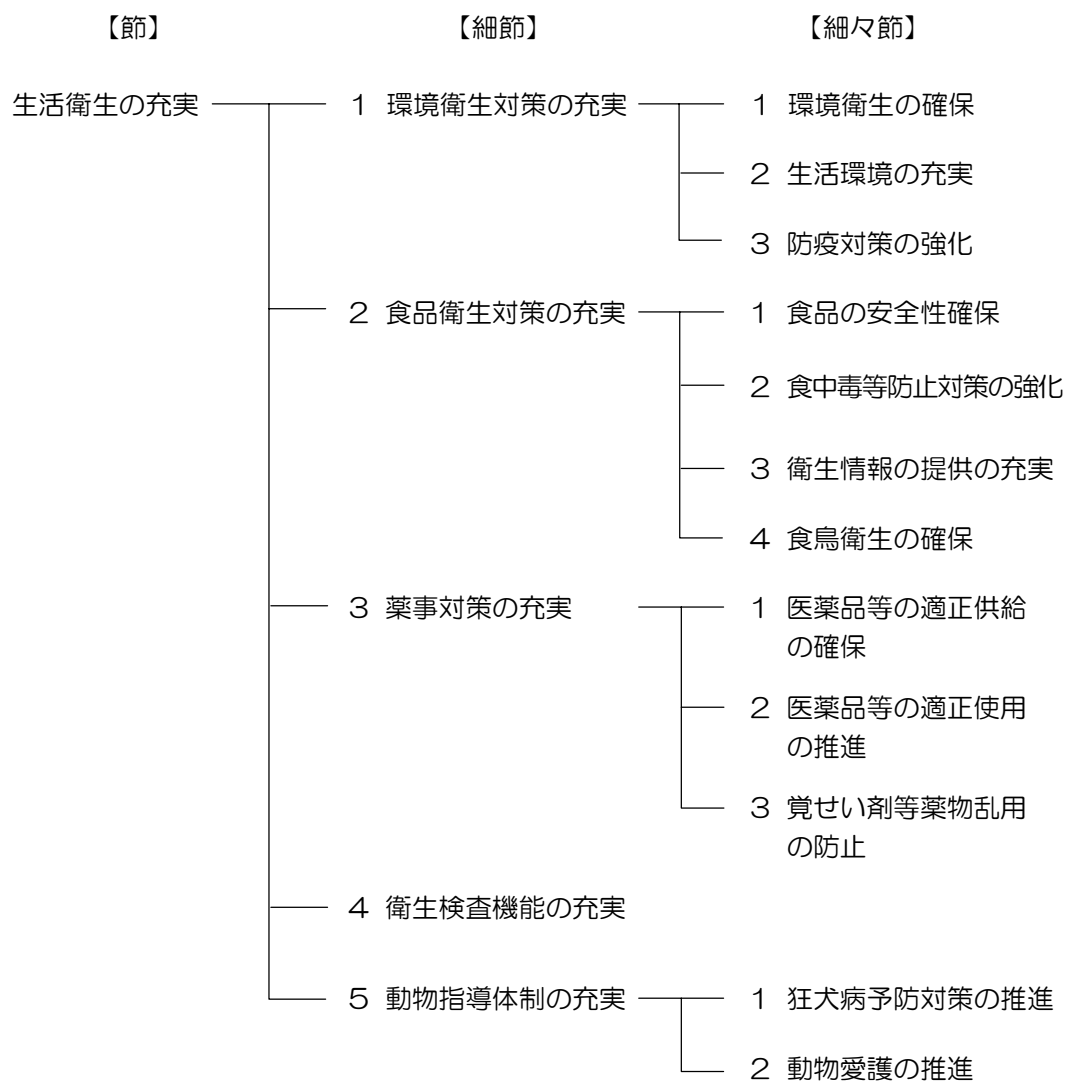 【節】 【細節】 【細々節】
生活衛生の充実 1 環境衛生対策の充実 1 環境衛生の確保
2 生活環境の充実
3 防疫対策の強化
2 食品衛生対策の充実 1 食品の安全性確保
2 食中毒等防止対策の強化
3 衛生情報の提供の充実
4 食鳥衛生の確保
3 薬事対策の充実 1 医薬品等の適正供給
の確保
2 医薬品等の適正使用
の推進
3 覚せい剤等薬物乱用
の防止
4 衛生検査機能の充実
5 動物指導体制の充実 1 狂犬病予防対策の推進
2 動物愛護の推進